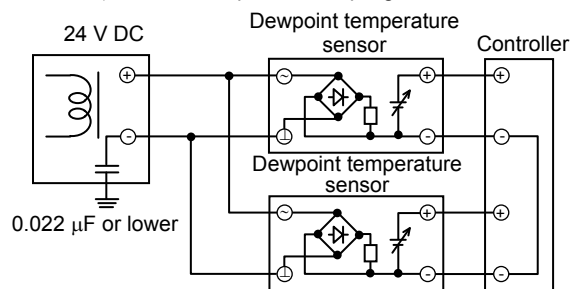 Dewpoint temperature
sensor
24 V DC
Controller
+
~
+
+
-
⊥
-
-
Dewpoint temperature
sensor
0.022 μF or lower
~
+
+
⊥
-
-